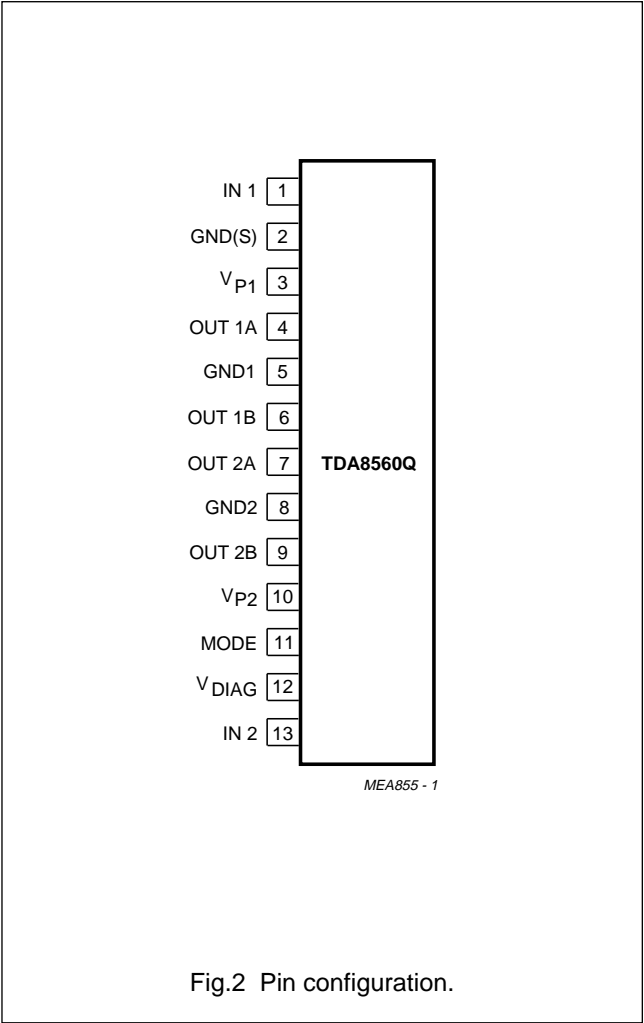 IN 1 1
GND(S) 2
VP1 3
OUT 1A 4
GND1 5
OUT 1B 6
OUT 2A 7 TDA8560Q
GND2 8
OUT 2B 9
VP2 10
MODE 11
VDIAG 12
IN 2 13
MEA855 - 1
Fig.2 Pin configuration.